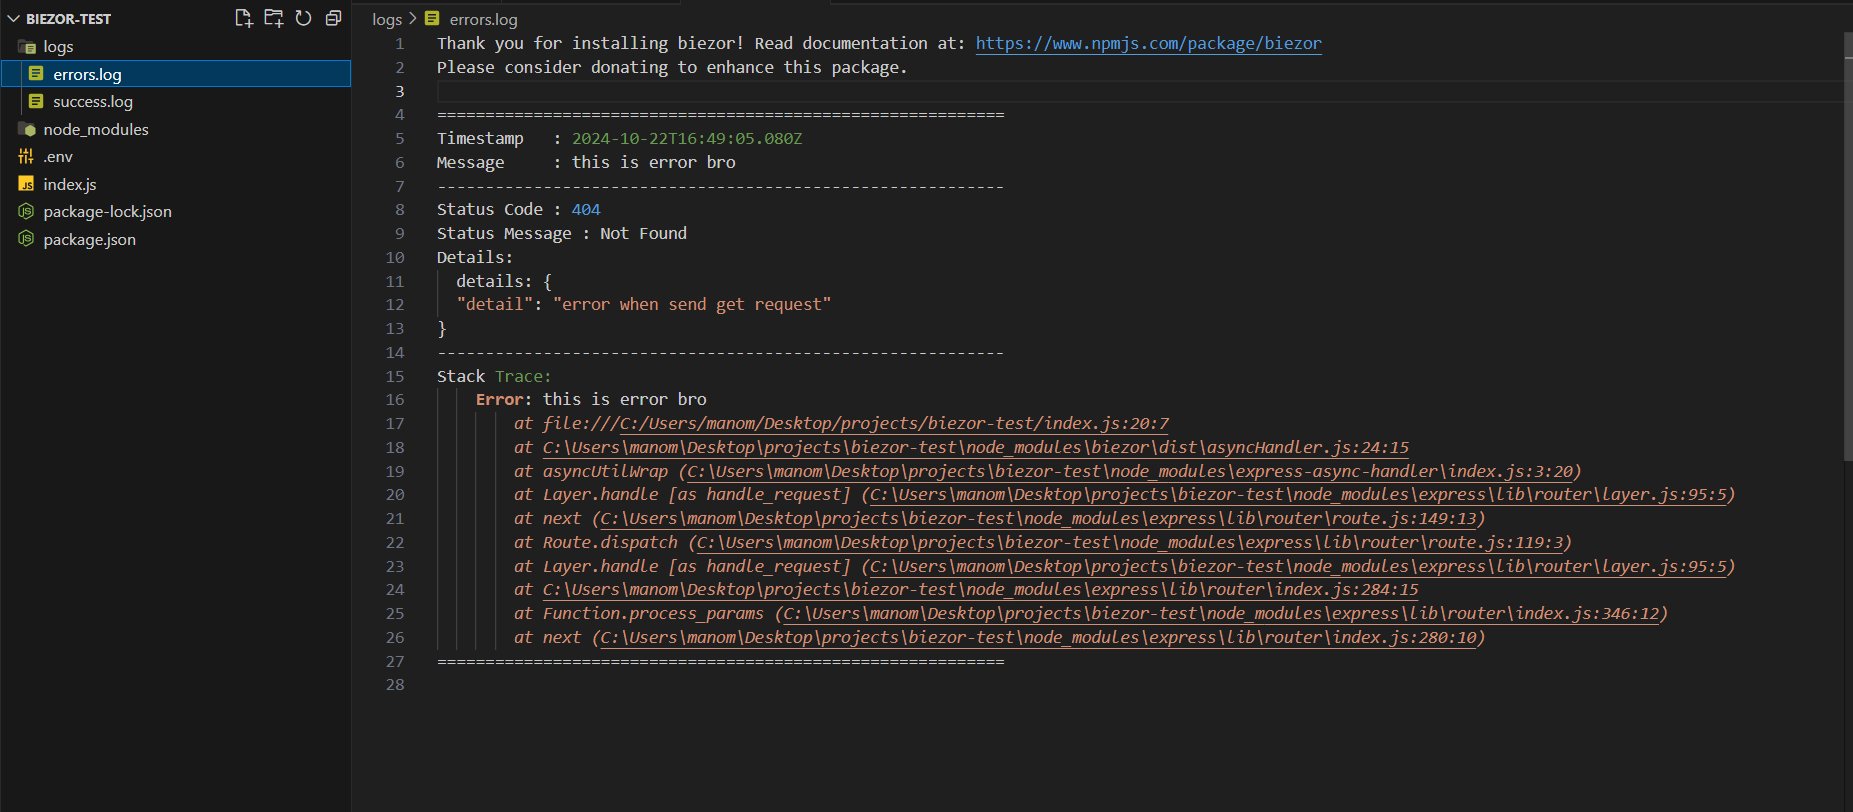 BIEZOR-TEST
logs
errors.log
success.log
node_modules
.env
index.js
package-lock.json
package.json
logs > errors.log
1 Thank you for installing biezor! Read documentation at: https://www.npmjs.com/package/biezor
2 Please consider donating to enhance this package.
3
4 ===========================================================
5 Timestamp   : 2024-10-22T16:49:05.080Z
6 Message     : this is error bro
7 -----------------------------------------------------------
8 Status Code : 404
9 Status Message : Not Found
10 Details:
11   details: {
12   "detail": "error when send get request"
13 }
14 -----------------------------------------------------------
15 Stack Trace:
16     Error: this is error bro
17         at file:///C:/Users/manom/Desktop/projects/biezor-test/index.js:20:7
18         at C:\Users\manom\Desktop\projects\biezor-test\node_modules\biezor\dist\asyncHandler.js:24:15
19         at asyncUtilWrap (C:\Users\manom\Desktop\projects\biezor-test\node_modules\express-async-handler\index.js:3:20)
20         at Layer.handle [as handle_request] (C:\Users\manom\Desktop\projects\biezor-test\node_modules\express\lib\router\layer.js:95:5)
21         at next (C:\Users\manom\Desktop\projects\biezor-test\node_modules\express\lib\router\route.js:149:13)
22         at Route.dispatch (C:\Users\manom\Desktop\projects\biezor-test\node_modules\express\lib\router\route.js:119:3)
23         at Layer.handle [as handle_request] (C:\Users\manom\Desktop\projects\biezor-test\node_modules\express\lib\router\layer.js:95:5)
24         at C:\Users\manom\Desktop\projects\biezor-test\node_modules\express\lib\router\index.js:284:15
25         at Function.process_params (C:\Users\manom\Desktop\projects\biezor-test\node_modules\express\lib\router\index.js:346:12)
26         at next (C:\Users\manom\Desktop\projects\biezor-test\node_modules\express\lib\router\index.js:280:10)
27 ===========================================================
28